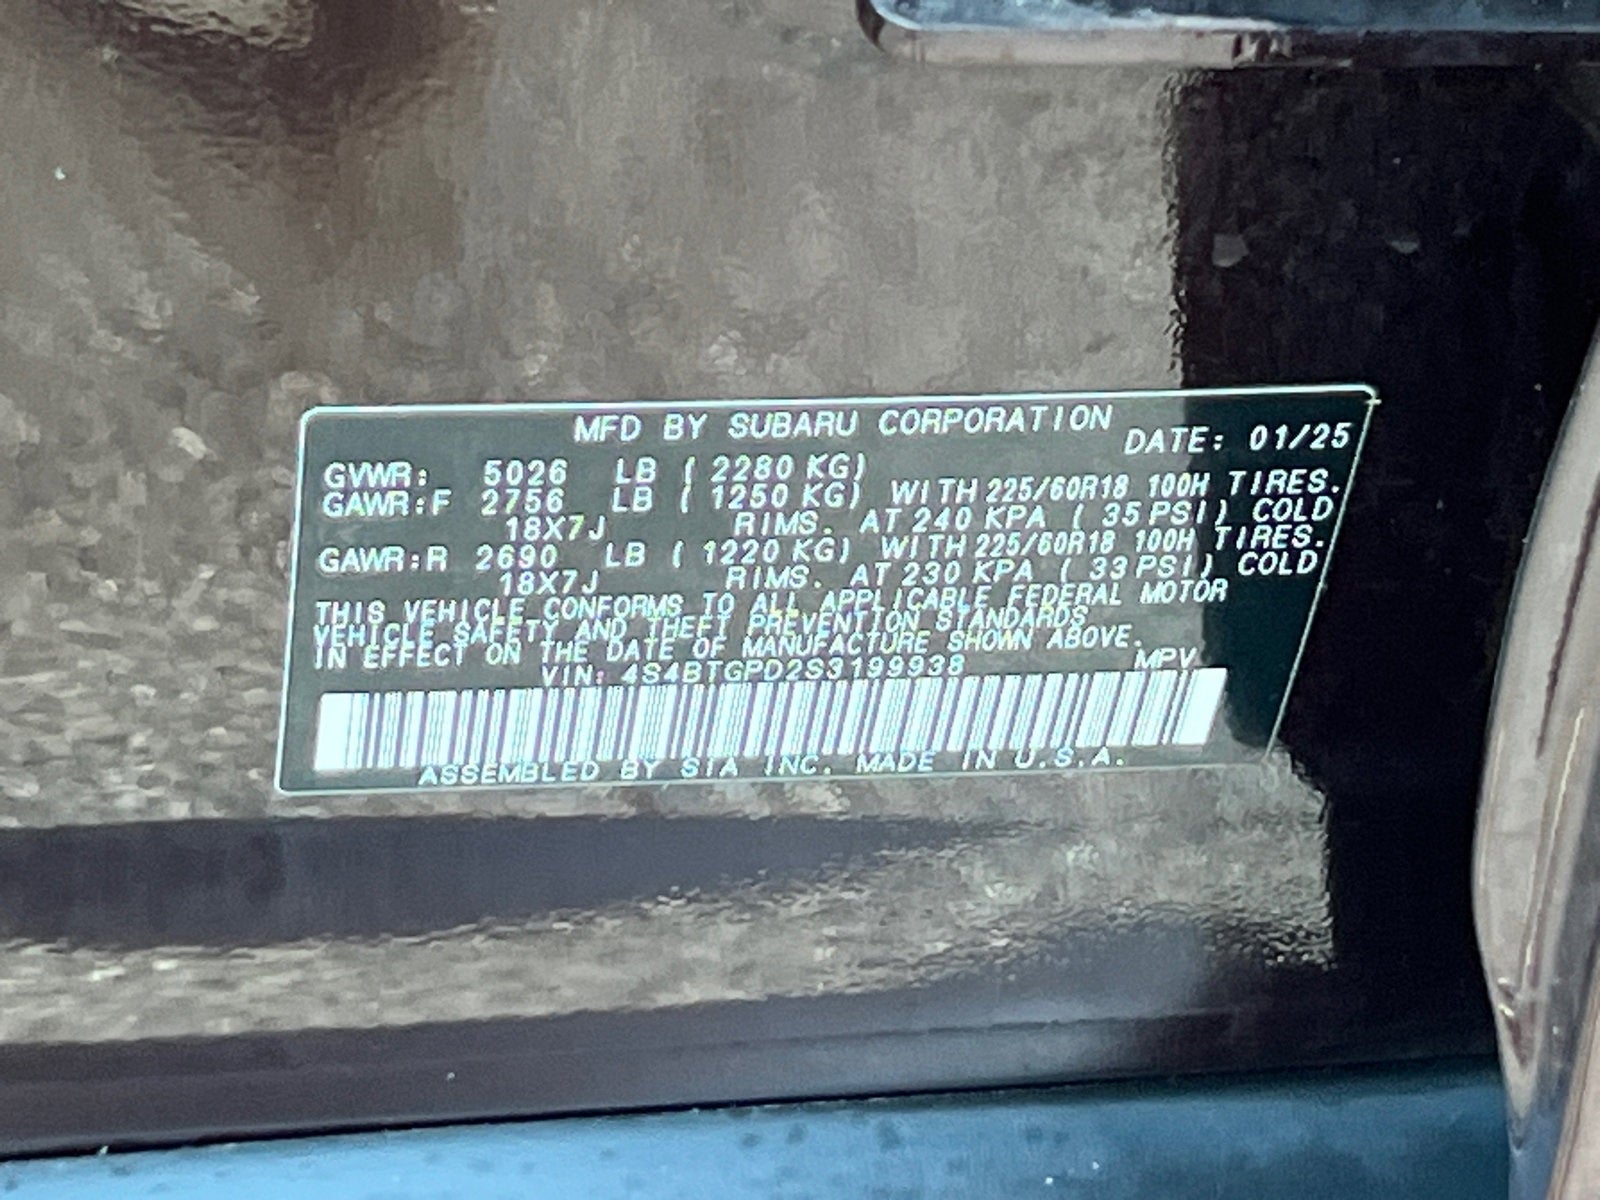 MFD BY SUBARU CORPORATION
DATE: 01/25
GVWR: 5026 LB ( 2280 KG)
GAWR:F 2756 LB ( 1250 KG) WITH 225/60R18 100H TIRES.
18X7J RIMS. AT 240 KPA ( 35 PSI) COLD
GAWR:R 2690 LB ( 1220 KG) WITH 225/60R18 100H TIRES.
18X7J RIMS. AT 230 KPA ( 33 PSI) COLD
THIS VEHICLE CONFORMS TO ALL APPLICABLE FEDERAL MOTOR
VEHICLE SAFETY AND THEFT PREVENTION STANDARDS
IN EFFECT ON THE DATE OF MANUFACTURE SHOWN ABOVE.
VIN: 4S4BTGPD2S3199938 MPV
ASSEMBLED BY SIA INC. MADE IN U.S.A.